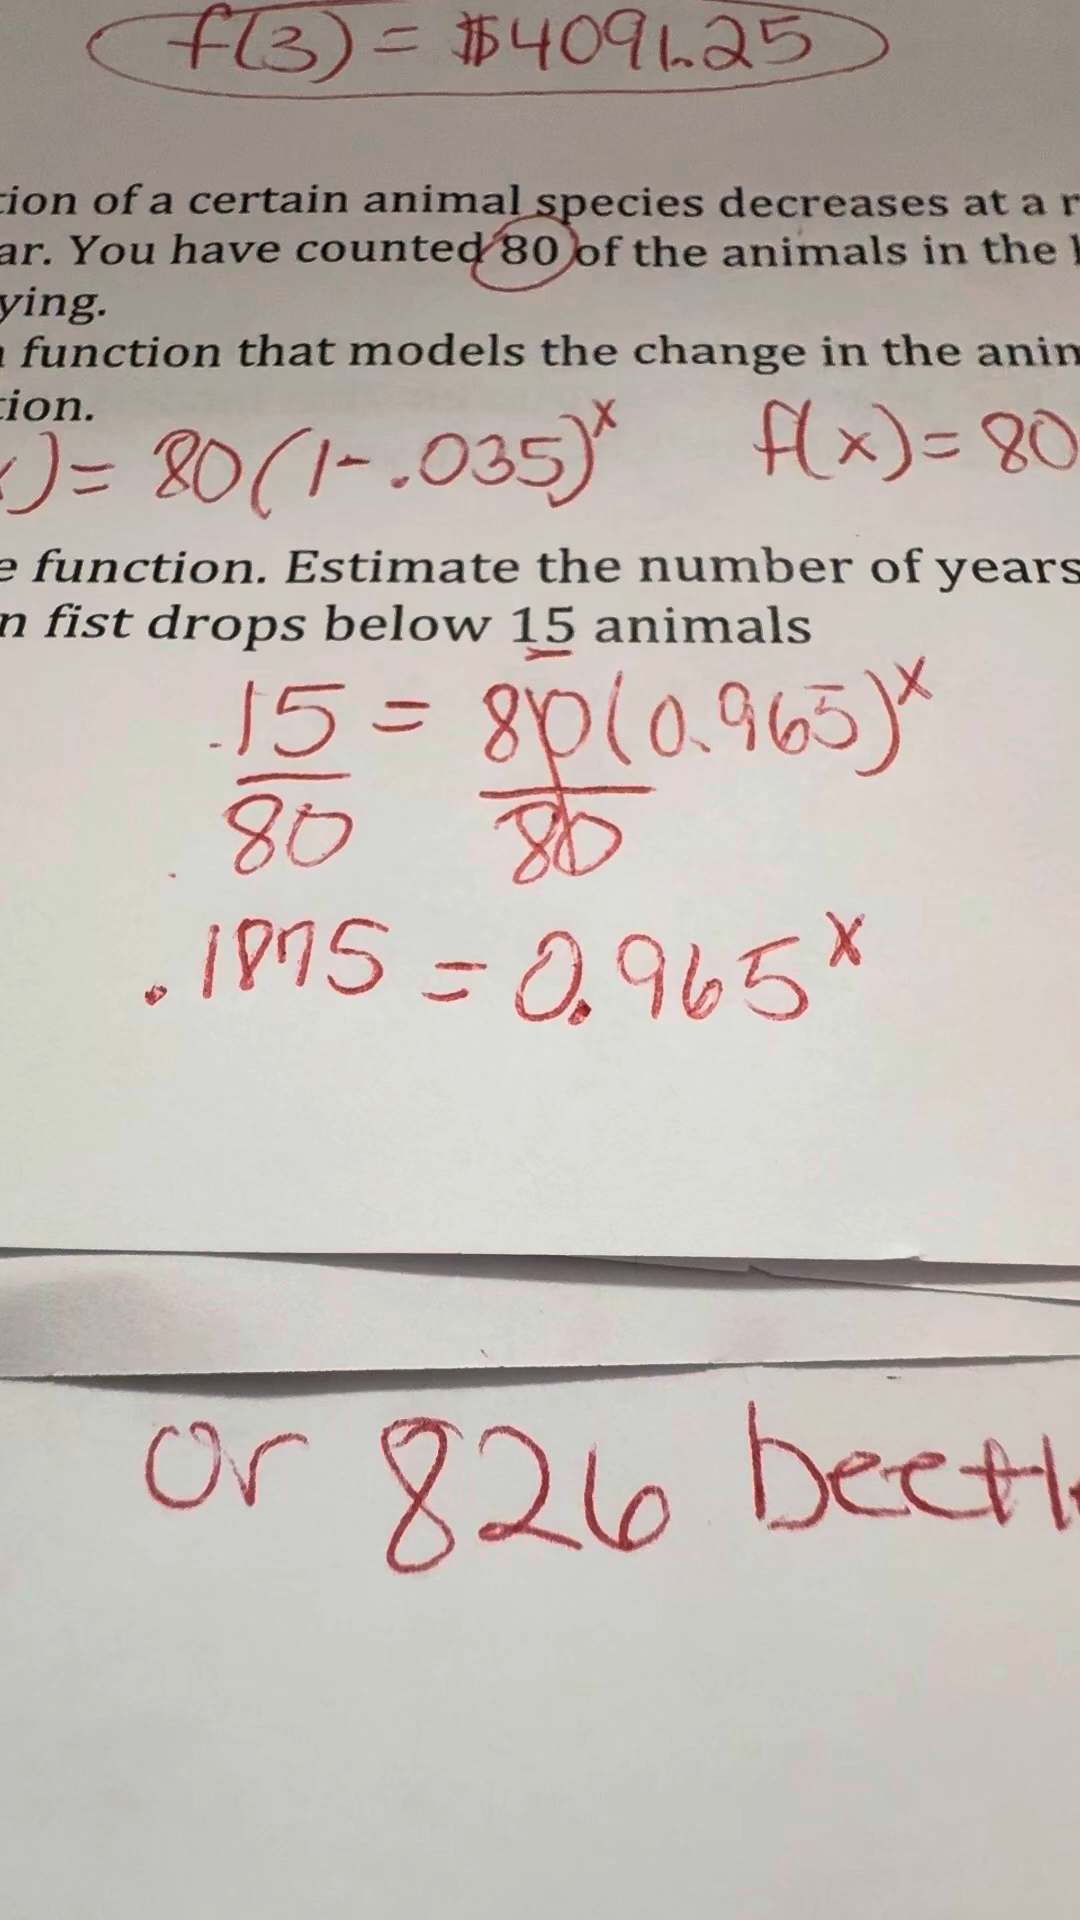 f(3) = $4091.25
tion of a certain animal species decreases at a
ar. You have counted 80 of the animals in the
ying.
function that models the change in the anim
tion.
x) = 80(1-.035)^x f(x) = 80
e function. Estimate the number of years
n fist drops below 15 animals
15 = 80(0.965)^x
80 80
.1875 = 0.965^x
or 826 beetl